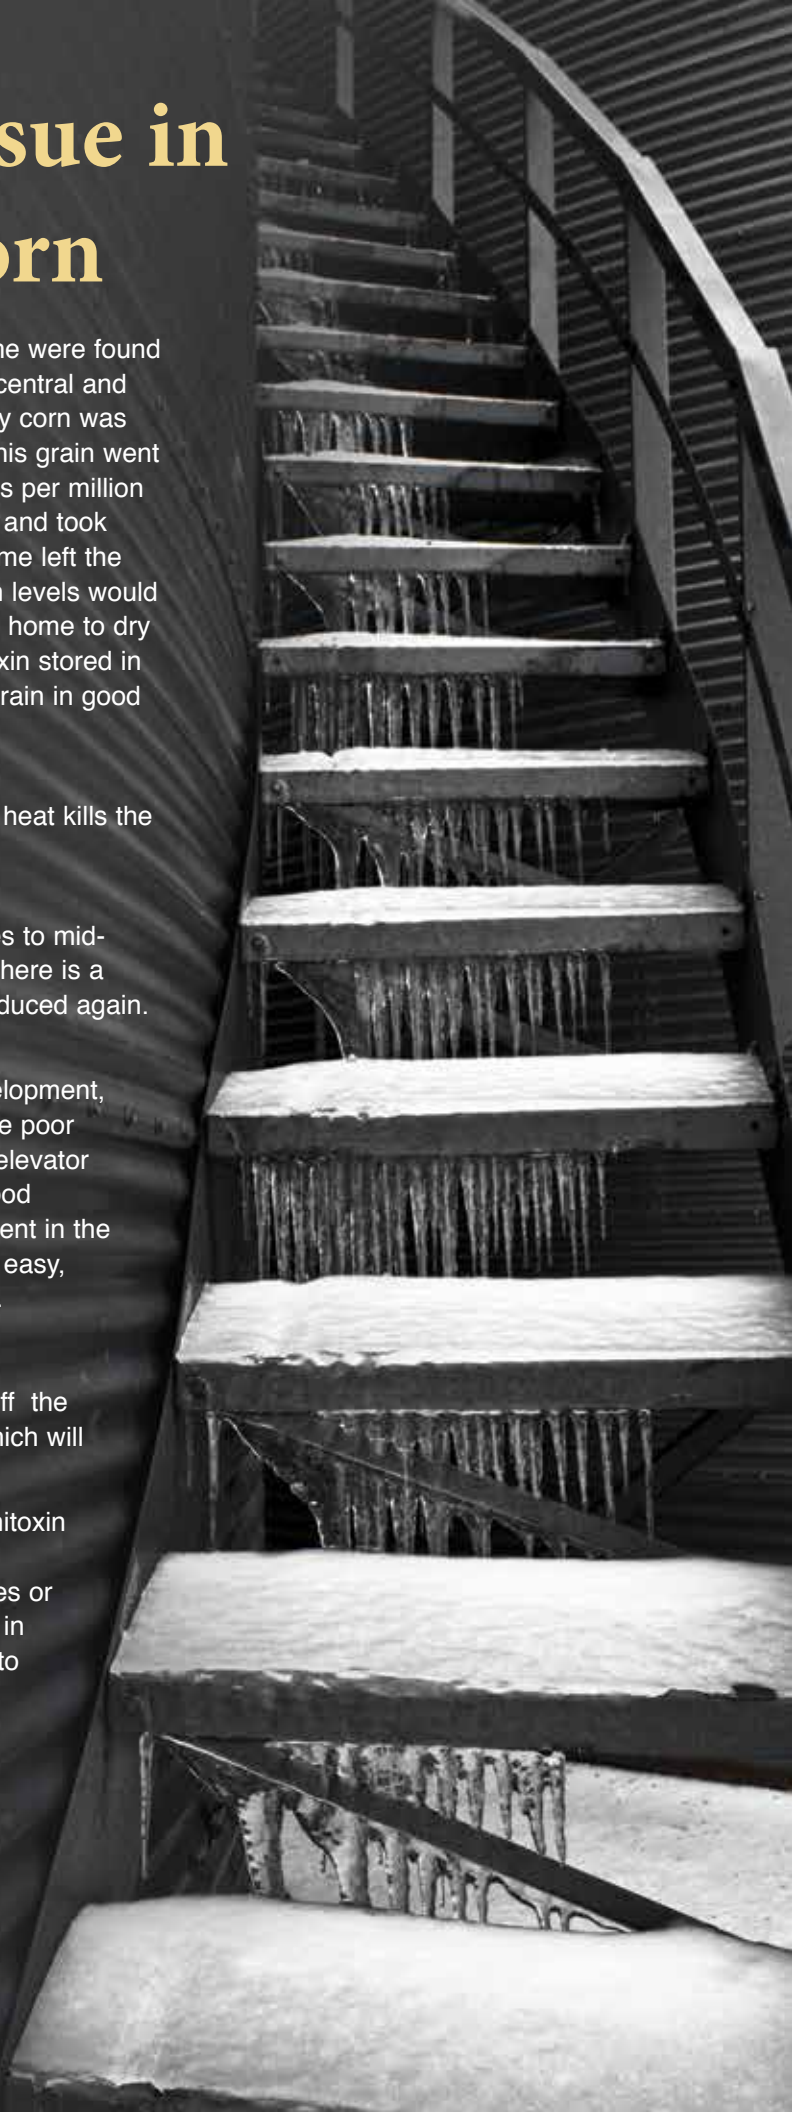 sue in
orn
ne were found
central and
y corn was
his grain went
s per million
and took
me left the
n levels would
home to dry
xin stored in
rain in good
heat kills the
es to mid-
here is a
duced again.
elopment,
e poor
elevator
od
ent in the
easy,
.
ff the
hich will
nitoxin
es or
in
to